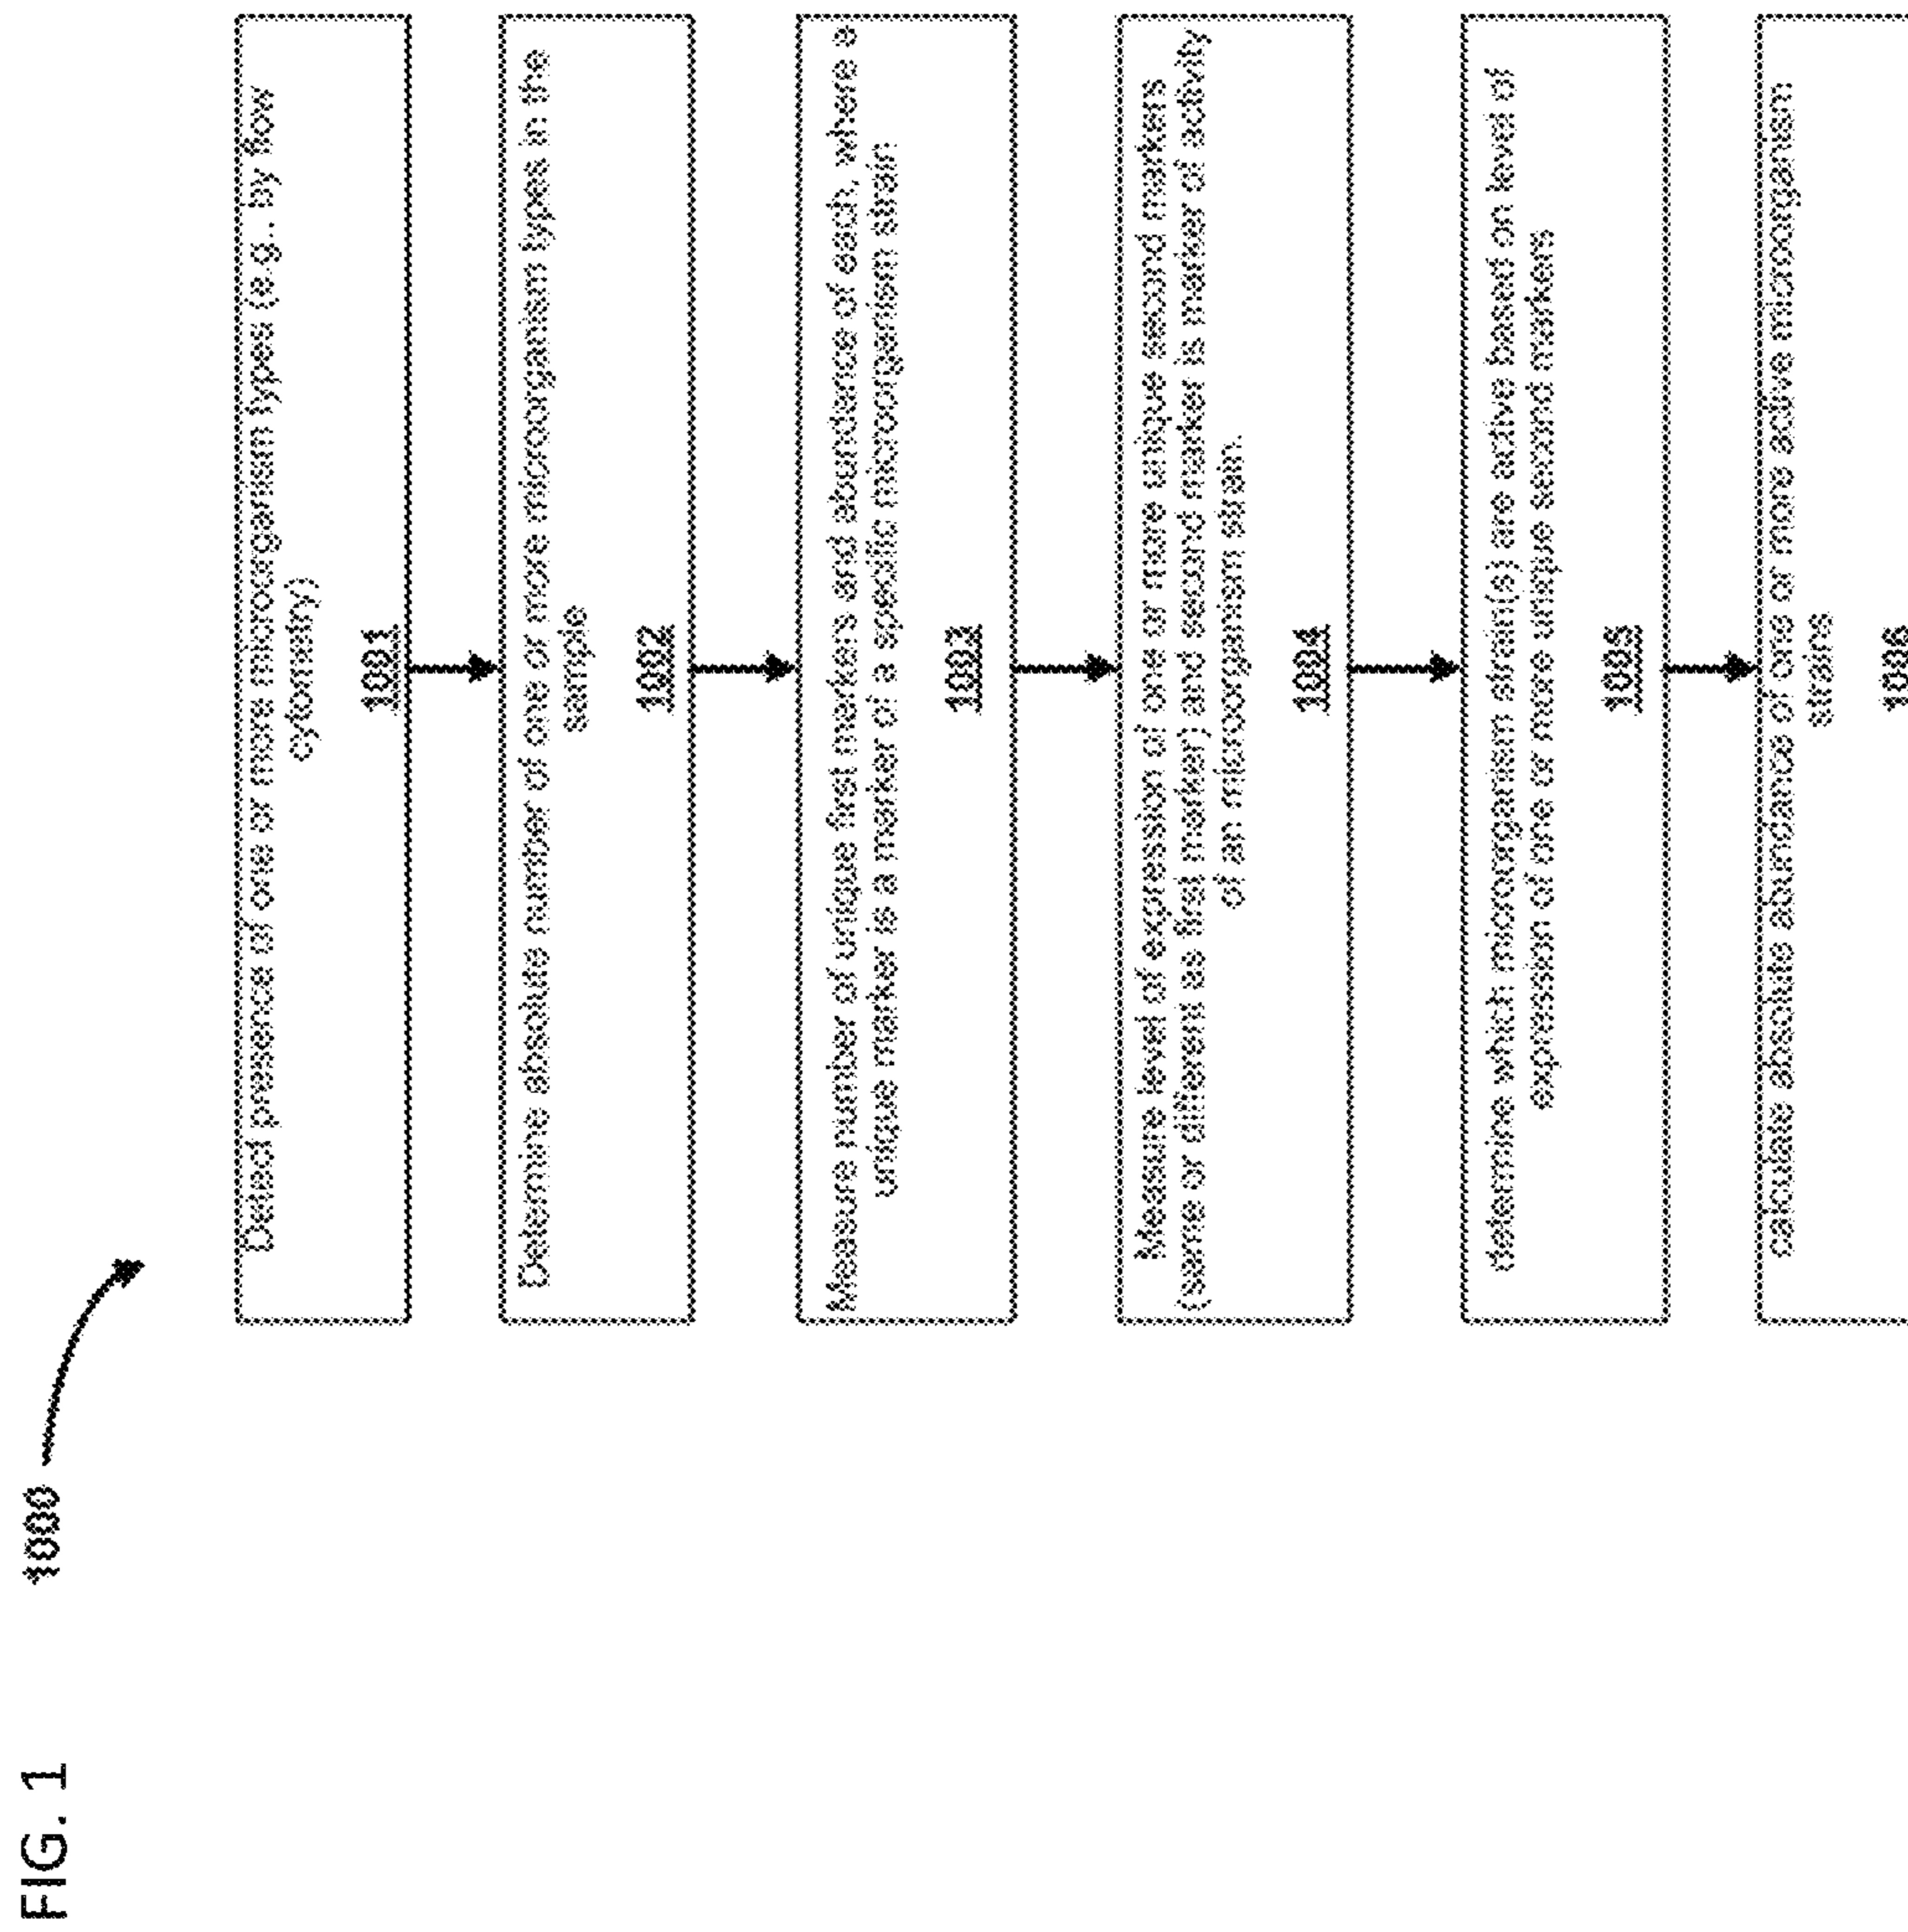 FIG. 1
1000
Detect presence of one or more microorganism types (e.g., by flow
cytometry)
1001
Determine absolute number of one or more microorganism types in the
sample
1002
Measure number of unique first markers and abundance of each, where a
unique marker is a marker of a specific microorganism strain
1003
Measure level of expression of one or more unique second markers
(same or different as first marker) and second marker is marker of activity
of an microorganism strain.
1004
determine which microorganism strain(s) are active based on level of
expression of one or more unique second markers
1005
calculate absolute abundance of one or more active microorganism
strains
1006